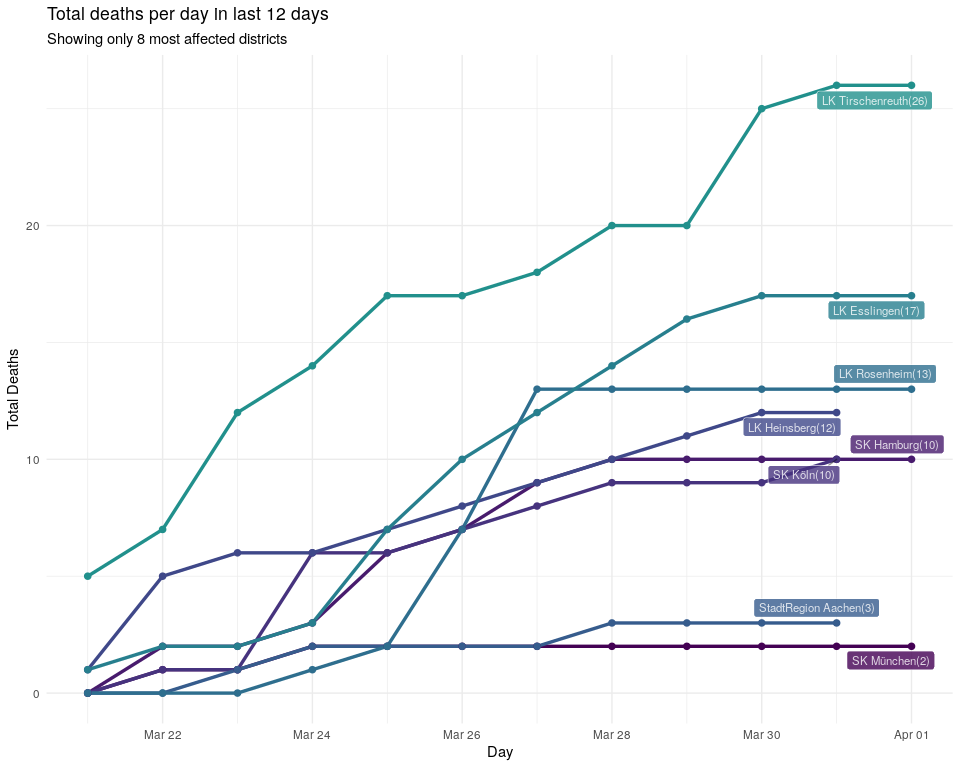 Total deaths per day in last 12 days
Showing only 8 most affected districts
Total Deaths
20
10
0
LK Tirschenreuth(26)
LK Esslingen(17)
LK Rosenheim(13)
LK Heinsberg(12)
SK Hamburg(10)
SK Köln(10)
StadtRegion Aachen(3)
SK München(2)
Mar 22
Mar 24
Mar 26
Mar 28
Mar 30
Apr 01
Day